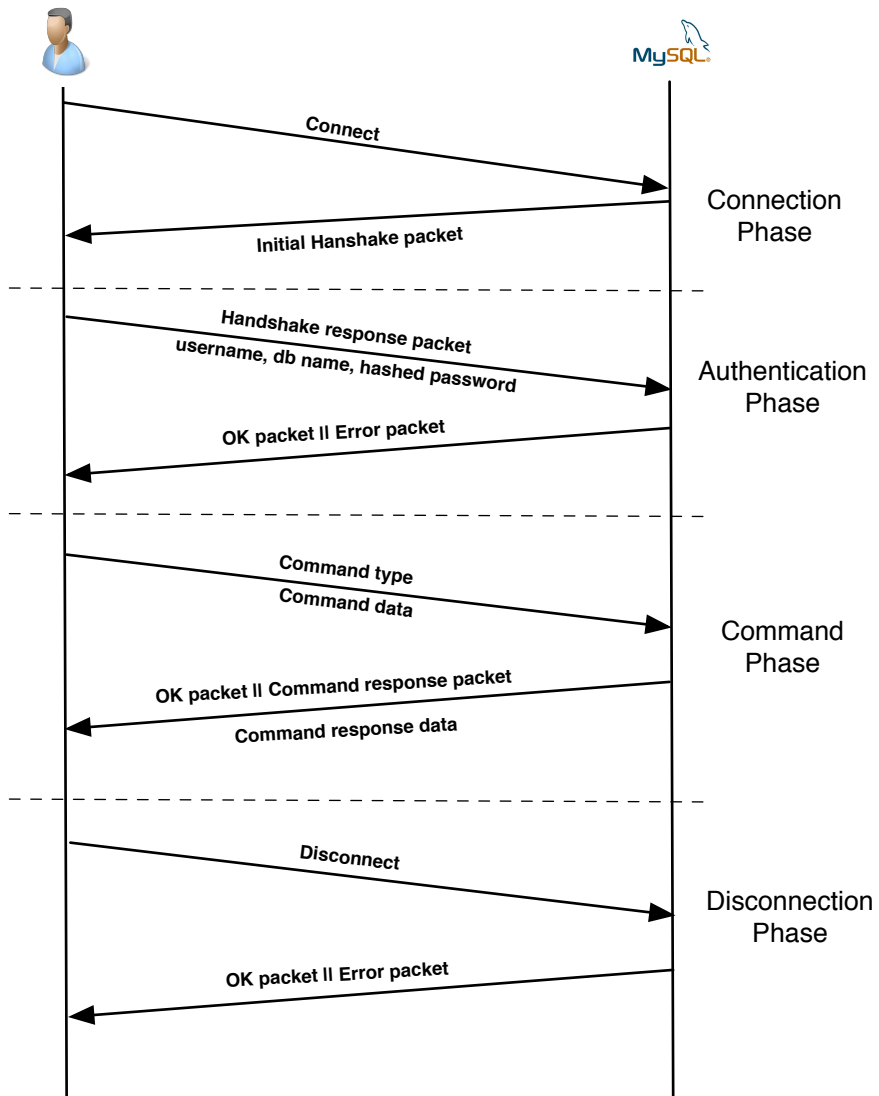 MySQL®
Connect
Initial Hanshake packet
Connection
Phase
Handshake response packet
username, db name, hashed password
Authentication
Phase
OK packet || Error packet
Command type
Command data
Command
Phase
OK packet || Command response packet
Command response data
Disconnect
Disconnection
Phase
OK packet || Error packet